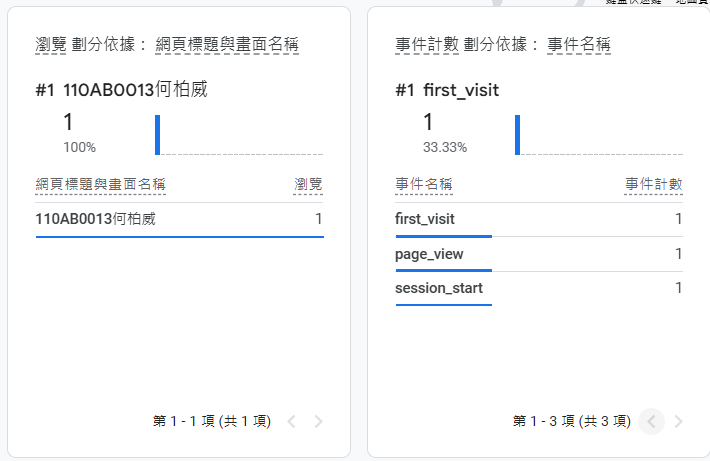 瀏覽 劃分依據： 網頁標題與畫面名稱
#1 110AB0013何柏威
1
100%
網頁標題與畫面名稱 瀏覽
110AB0013何柏威 1
第 1 - 1 項 (共 1 項)
事件計數 劃分依據： 事件名稱
#1 first_visit
1
33.33%
事件名稱 事件計數
first_visit 1
page_view 1
session_start 1
第 1 - 3 項 (共 3 項)